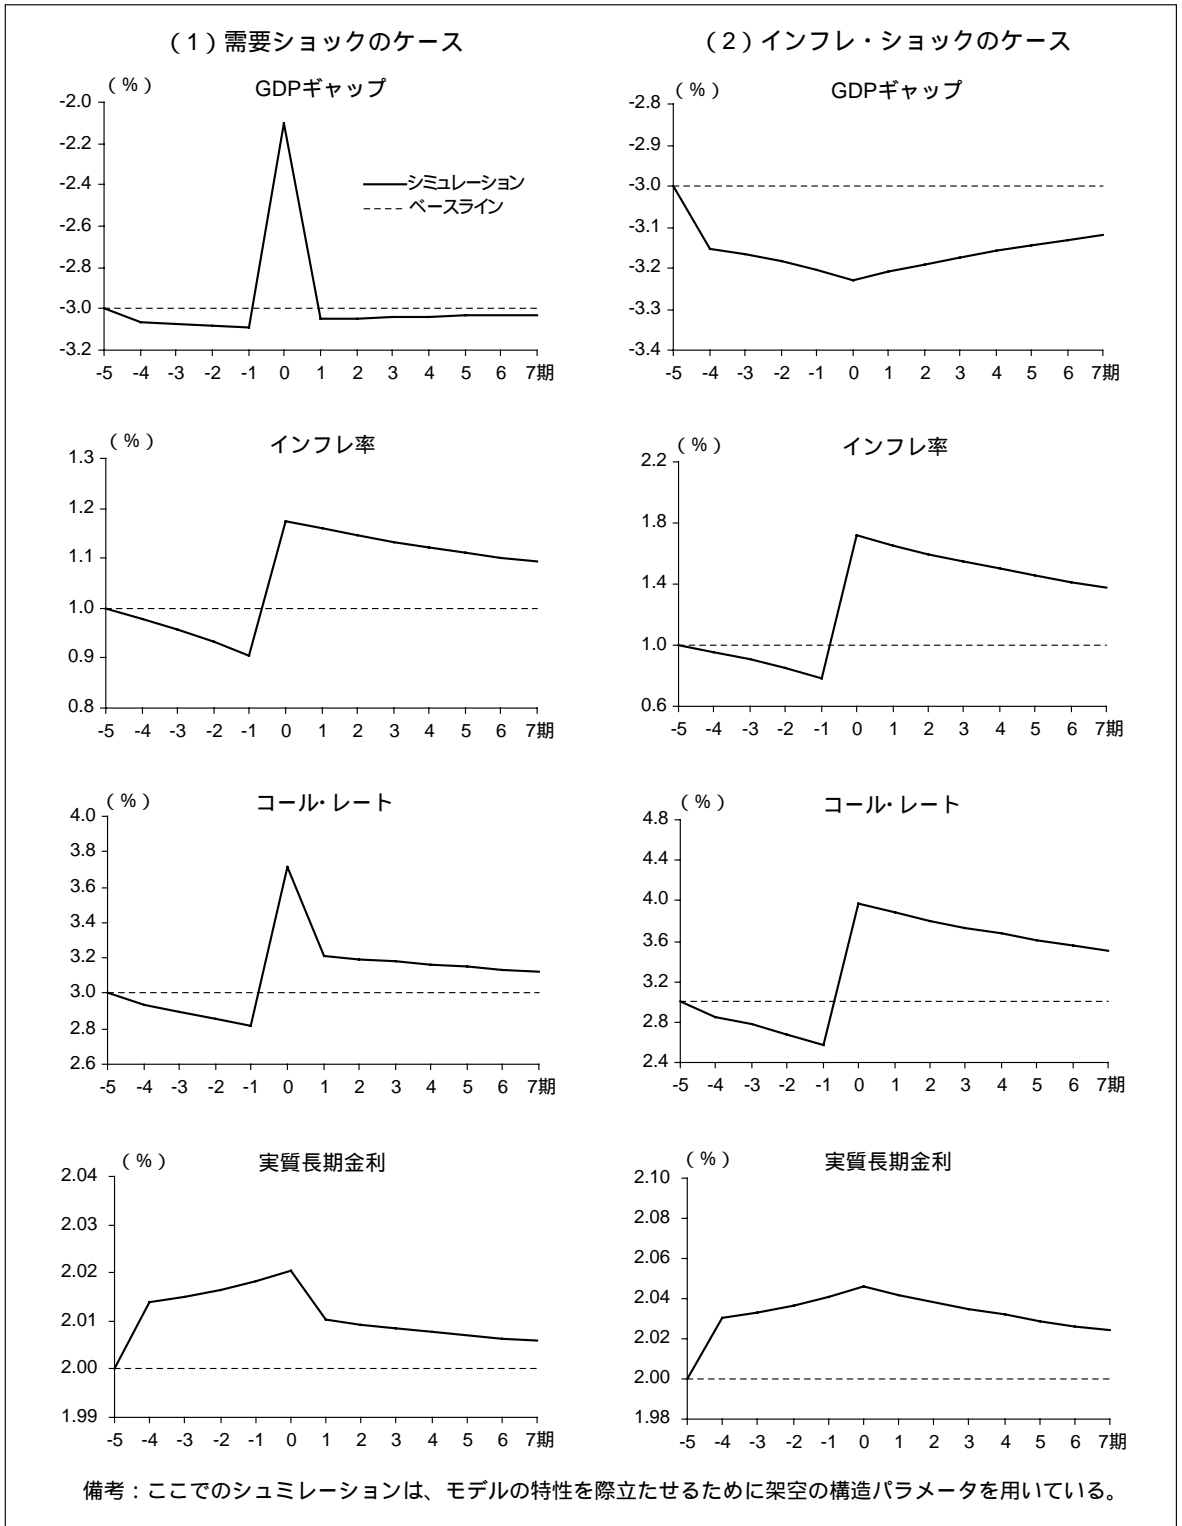 （1）需要ショックのケース
（%） GDPギャップ
-2.0
-2.2
-2.4
-2.6
-2.8
-3.0
-3.2
シミュレーション
ベースライン
-5 -4 -3 -2 -1 0 1 2 3 4 5 6 7期
（%） インフレ率
1.3
1.2
1.1
1.0
0.9
0.8
-5 -4 -3 -2 -1 0 1 2 3 4 5 6 7期
（%） コール・レート
4.0
3.8
3.6
3.4
3.2
3.0
2.8
2.6
-5 -4 -3 -2 -1 0 1 2 3 4 5 6 7期
（%） 実質長期金利
2.04
2.03
2.02
2.01
2.00
1.99
-5 -4 -3 -2 -1 0 1 2 3 4 5 6 7期
（2）インフレ・ショックのケース
（%） GDPギャップ
-2.8
-2.9
-3.0
-3.1
-3.2
-3.3
-3.4
-5 -4 -3 -2 -1 0 1 2 3 4 5 6 7期
（%） インフレ率
2.2
1.8
1.4
1.0
0.6
-5 -4 -3 -2 -1 0 1 2 3 4 5 6 7期
（%） コール・レート
4.8
4.4
4.0
3.6
3.2
2.8
2.4
-5 -4 -3 -2 -1 0 1 2 3 4 5 6 7期
（%） 実質長期金利
2.10
2.08
2.06
2.04
2.02
2.00
1.98
-5 -4 -3 -2 -1 0 1 2 3 4 5 6 7期
備考：ここでのシュミレーションは、モデルの特性を際立たせるために架空の構造パラメータを用いている。